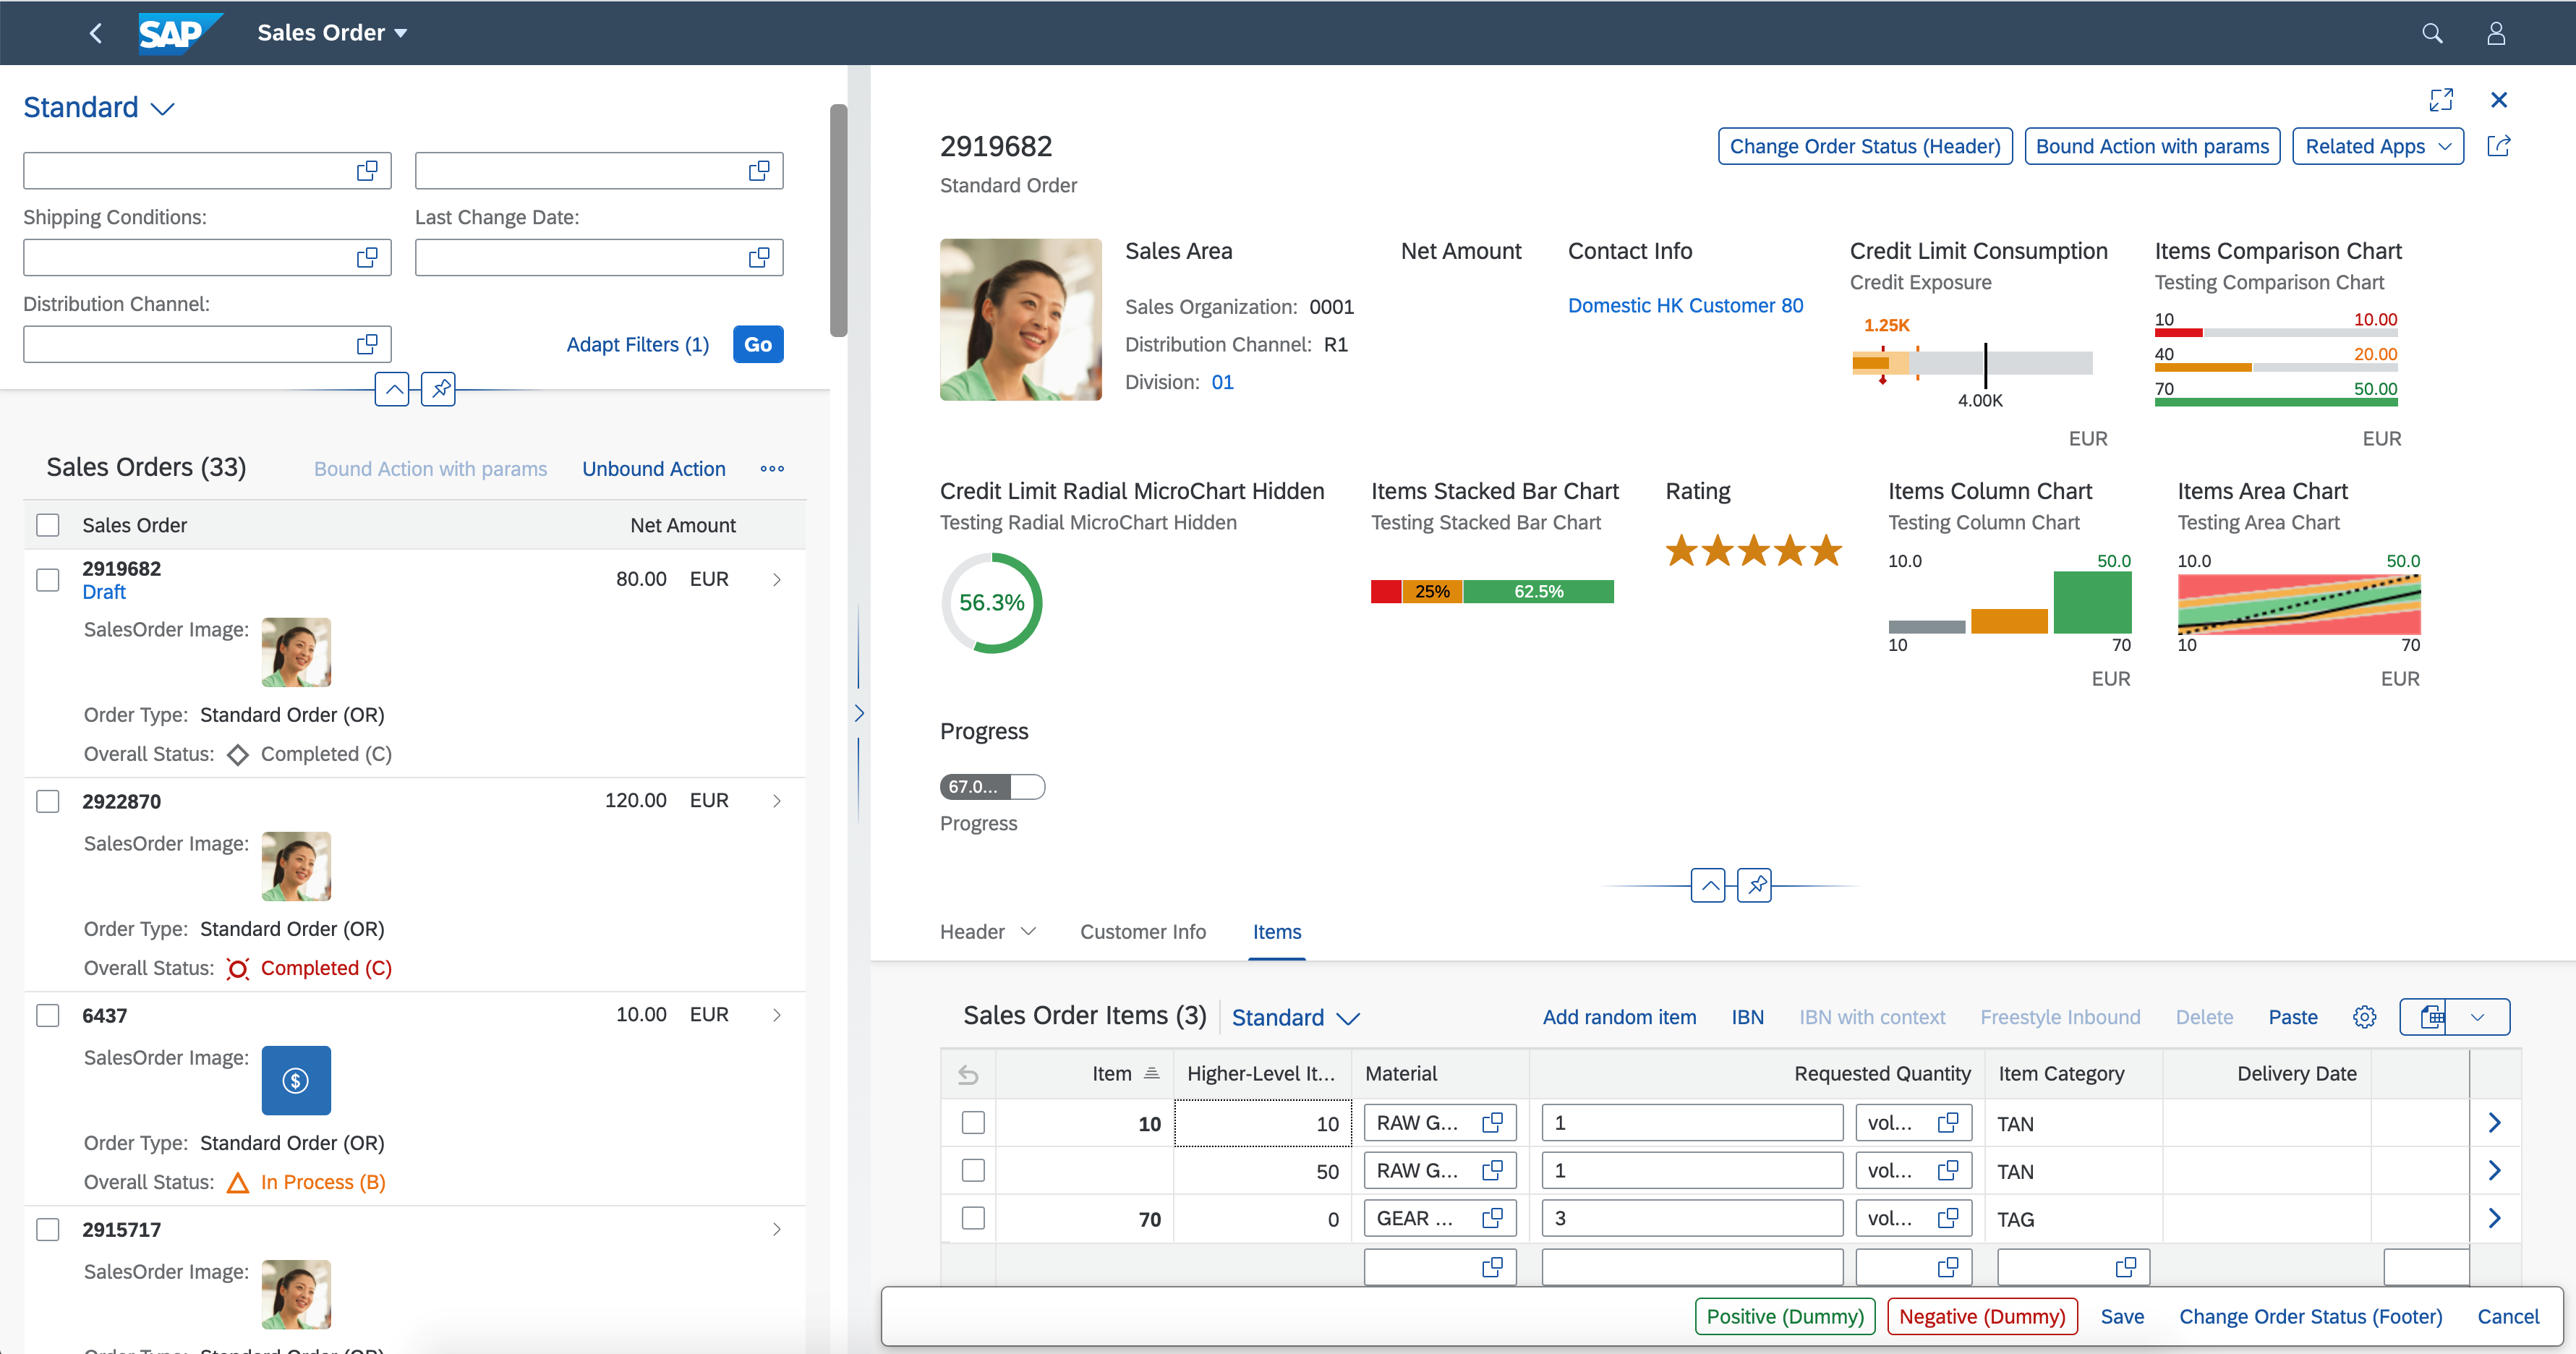 SAP Sales Order
Standard
Shipping Conditions: Last Change Date:
Distribution Channel:
Adapt Filters (1) Go
Sales Orders (33) Bound Action with params Unbound Action
Sales Order Net Amount
2919682 80.00 EUR
Draft
SalesOrder Image:
Order Type: Standard Order (OR)
Overall Status: Completed (C)
2922870 120.00 EUR
SalesOrder Image:
Order Type: Standard Order (OR)
Overall Status: Completed (C)
6437 10.00 EUR
SalesOrder Image:
$
Order Type: Standard Order (OR)
Overall Status: In Process (B)
2915717
SalesOrder Image:
Order Type: Standard Order (OR)
2919682
Standard Order
Change Order Status (Header) Bound Action with params Related Apps
Sales Area
Sales Organization: 0001
Distribution Channel: R1
Division: 01
Net Amount
Contact Info
Domestic HK Customer 80
Credit Limit Consumption
Credit Exposure
1.25K
4.00K
EUR
Items Comparison Chart
Testing Comparison Chart
10 10.00
40 20.00
70 50.00
EUR
Credit Limit Radial MicroChart Hidden
Testing Radial MicroChart Hidden
56.3%
Items Stacked Bar Chart
Testing Stacked Bar Chart
25% 62.5%
Rating
Items Column Chart
Testing Column Chart
10.0 50.0
10 70
EUR
Items Area Chart
Testing Area Chart
10.0 50.0
10 70
EUR
Progress
67.0...
Progress
Header Customer Info Items
Sales Order Items (3) Standard Add random item IBN IBN with context Freestyle Inbound Delete Paste
Item Higher-Level It... Material Requested Quantity Item Category Delivery Date
10 10 RAW G... 1 vol... TAN
50 RAW G... 1 vol... TAN
70 0 GEAR ... 3 vol... TAG
Positive (Dummy) Negative (Dummy) Save Change Order Status (Footer) Cancel